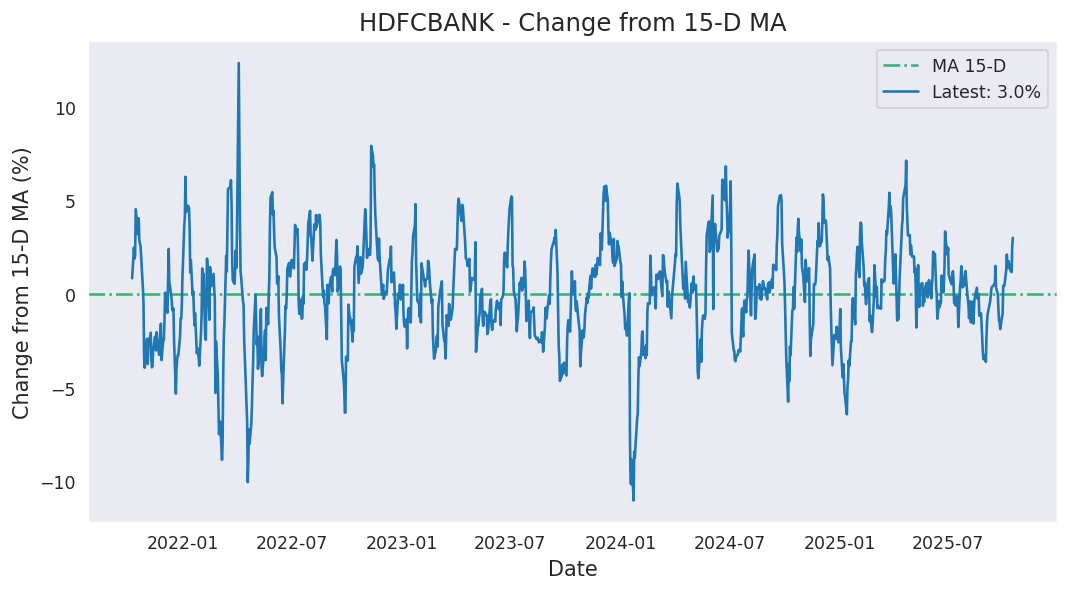 HDFCBANK - Change from 15-D MA
MA 15-D
Latest: 3.0%
Change from 15-D MA (%)
10
5
0
−5
−10
2022-01
2022-07
2023-01
2023-07
2024-01
2024-07
2025-01
2025-07
Date